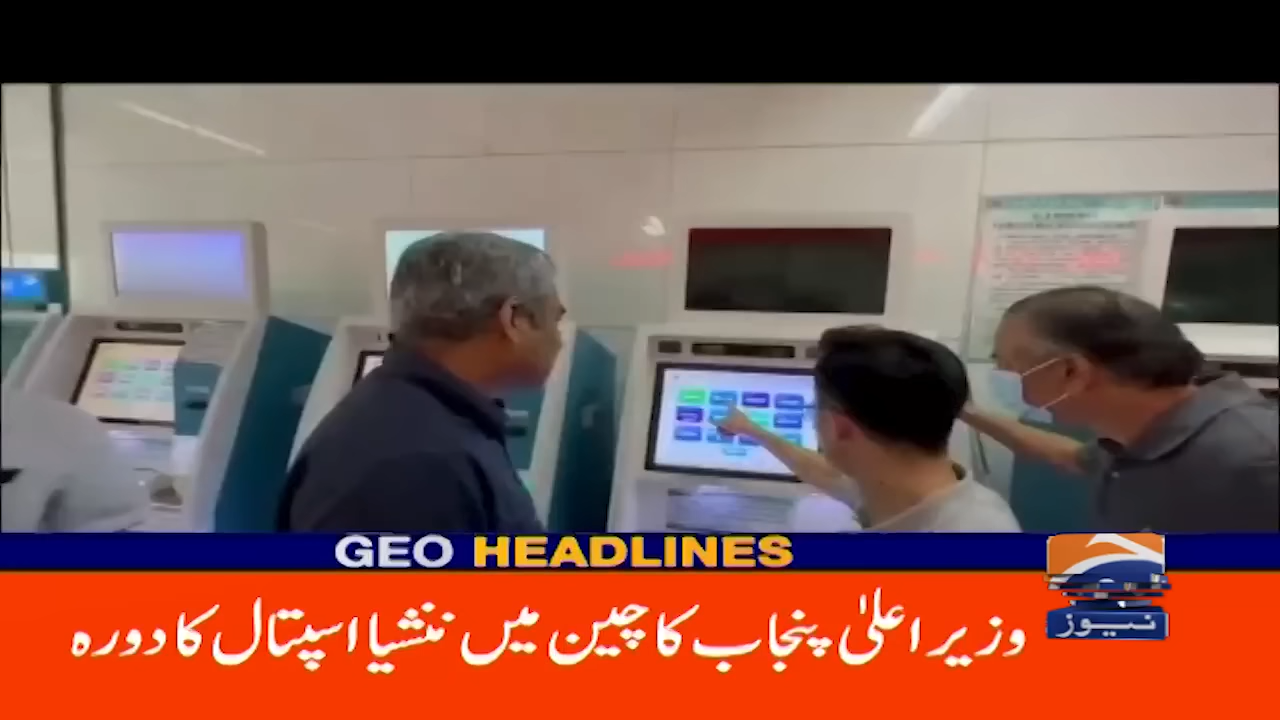 GEO HEADLINES
وزیر اعلیٰ پنجاب کا چین میں ننشیا اسپتال کا دورہ
نیوز